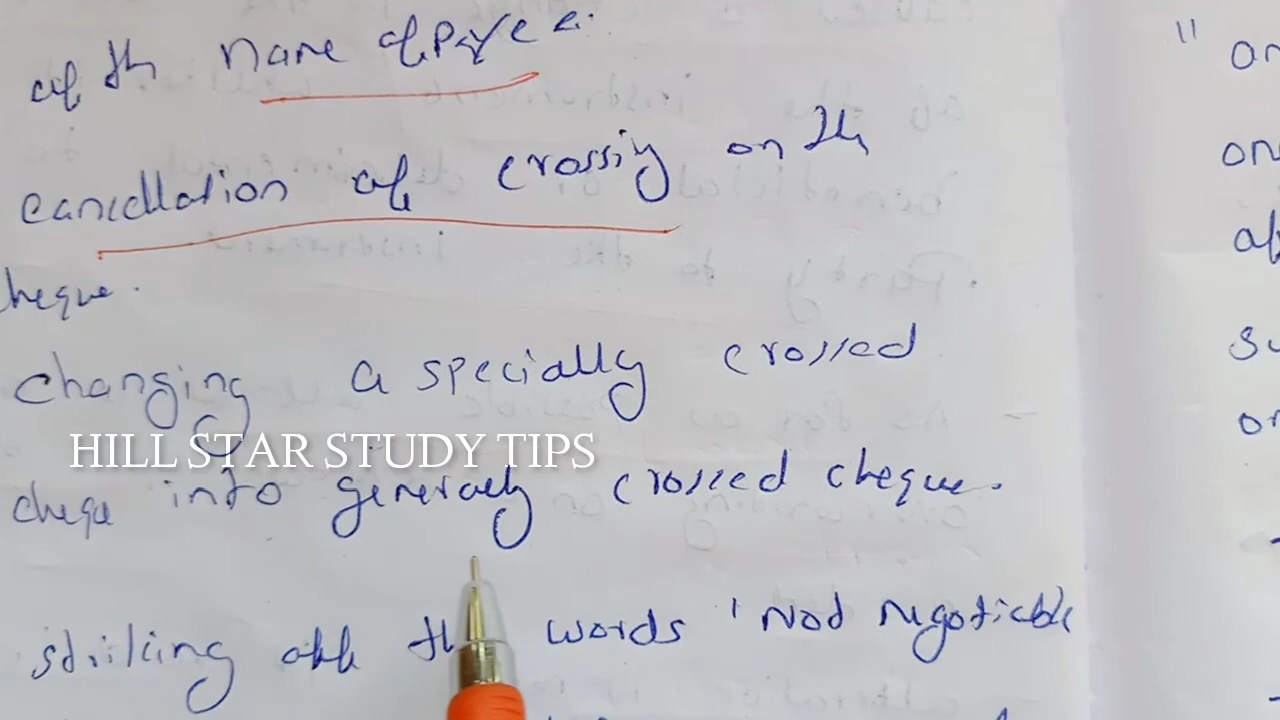 of the name of payee.
cancellation of crossing on the
cheque.
changing a specially crossed
HILL STAR STUDY TIPS
cheque into generally crossed cheque.
striking off the words 'Not negotiable
"
on